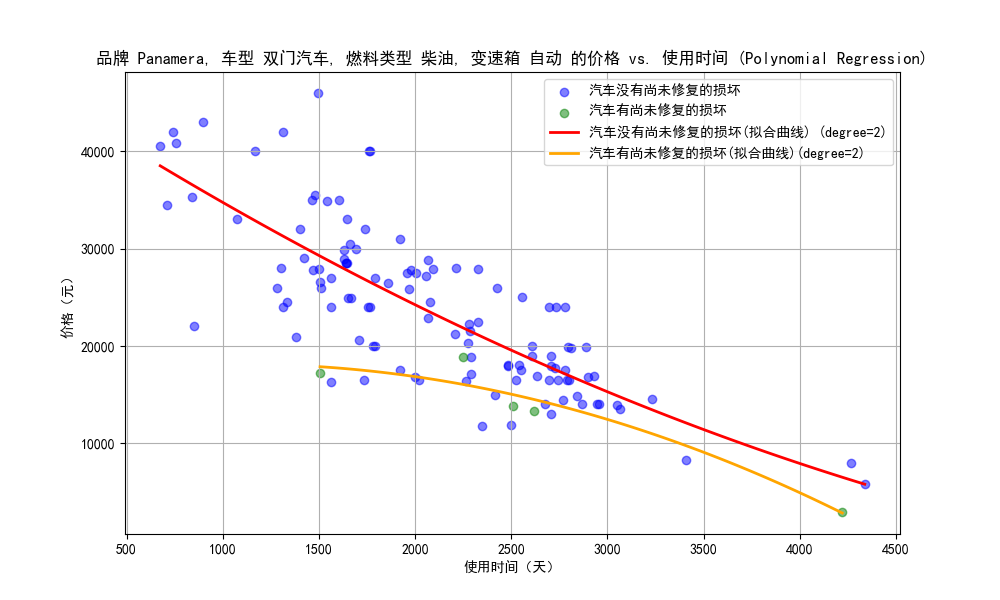 品牌 Panamera, 车型 双门汽车, 燃料类型 柴油, 变速箱 自动 的价格 vs. 使用时间 (Polynomial Regression)
汽车没有尚未修复的损坏
汽车有尚未修复的损坏
汽车没有尚未修复的损坏(拟合曲线) (degree=2)
汽车有尚未修复的损坏(拟合曲线)(degree=2)
价格（元）
40000
30000
20000
10000
500 1000 1500 2000 2500 3000 3500 4000 4500
使用时间（天）